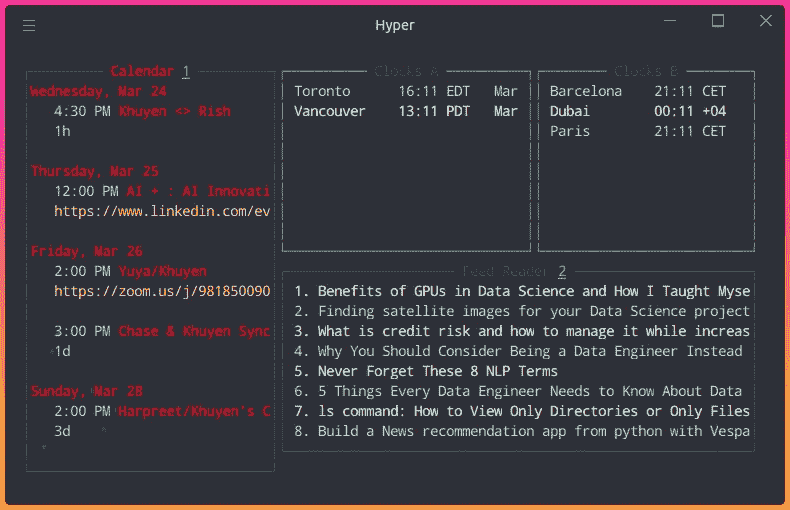 Hyper
Calendar 1
Wednesday, Mar 24
4:30 PM Khuyen <> Rish
1h
Thursday, Mar 25
12:00 PM AI + : AI Innovati
https://www.linkedin.com/ev
Friday, Mar 26
2:00 PM Yuya/Khuyen
https://zoom.us/j/981850090
3:00 PM Chase & Khuyen Sync
1d
Sunday, Mar 28
2:00 PM Harpreet/Khuyen's C
3d
Clocks A
Toronto 16:11 EDT Mar
Vancouver 13:11 PDT Mar
Clocks B
Barcelona 21:11 CET
Dubai 00:11 +04
Paris 21:11 CET
Feed Reader 2
1. Benefits of GPUs in Data Science and How I Taught Myse
2. Finding satellite images for your Data Science project
3. What is credit risk and how to manage it while increas
4. Why You Should Consider Being a Data Engineer Instead
5. Never Forget These 8 NLP Terms
6. 5 Things Every Data Engineer Needs to Know About Data
7. ls command: How to View Only Directories or Only Files
8. Build a News recommendation app from python with Vespa